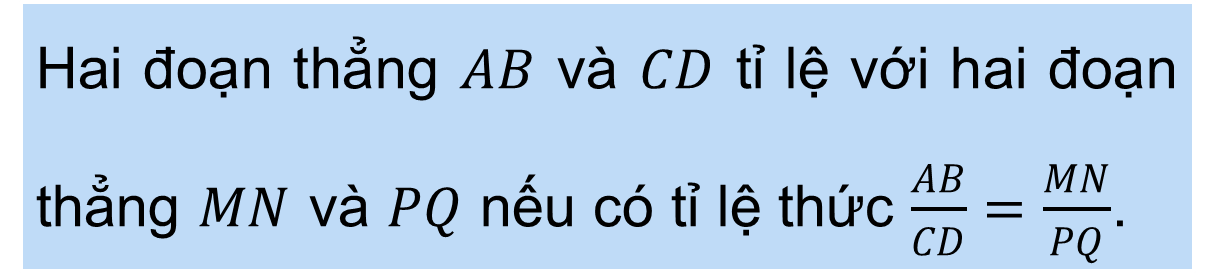 Hai đoạn thẳng AB và CD tỉ lệ với hai đoạn
thẳng MN và PQ nếu có tỉ lệ thức AB/CD = MN/PQ.